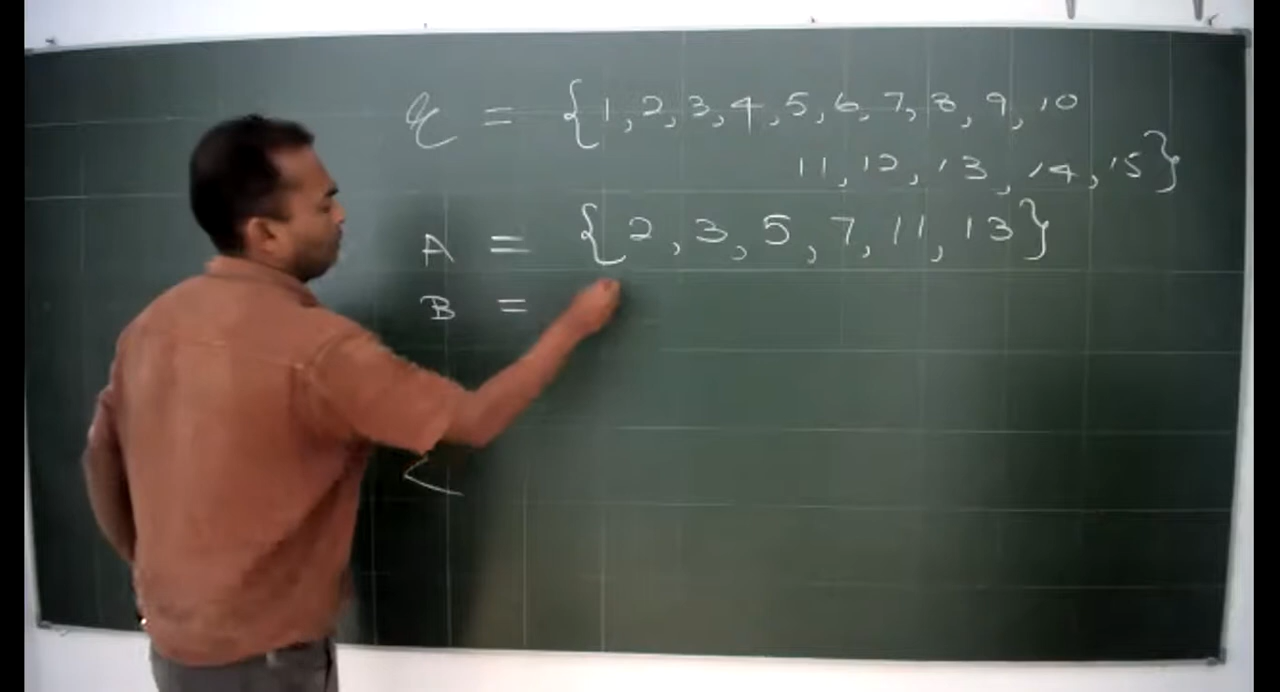 ℰ = {1,2,3,4,5,6,7,8,9,10
11,12,13,14,15}
A = {2,3,5,7,11,13}
B =